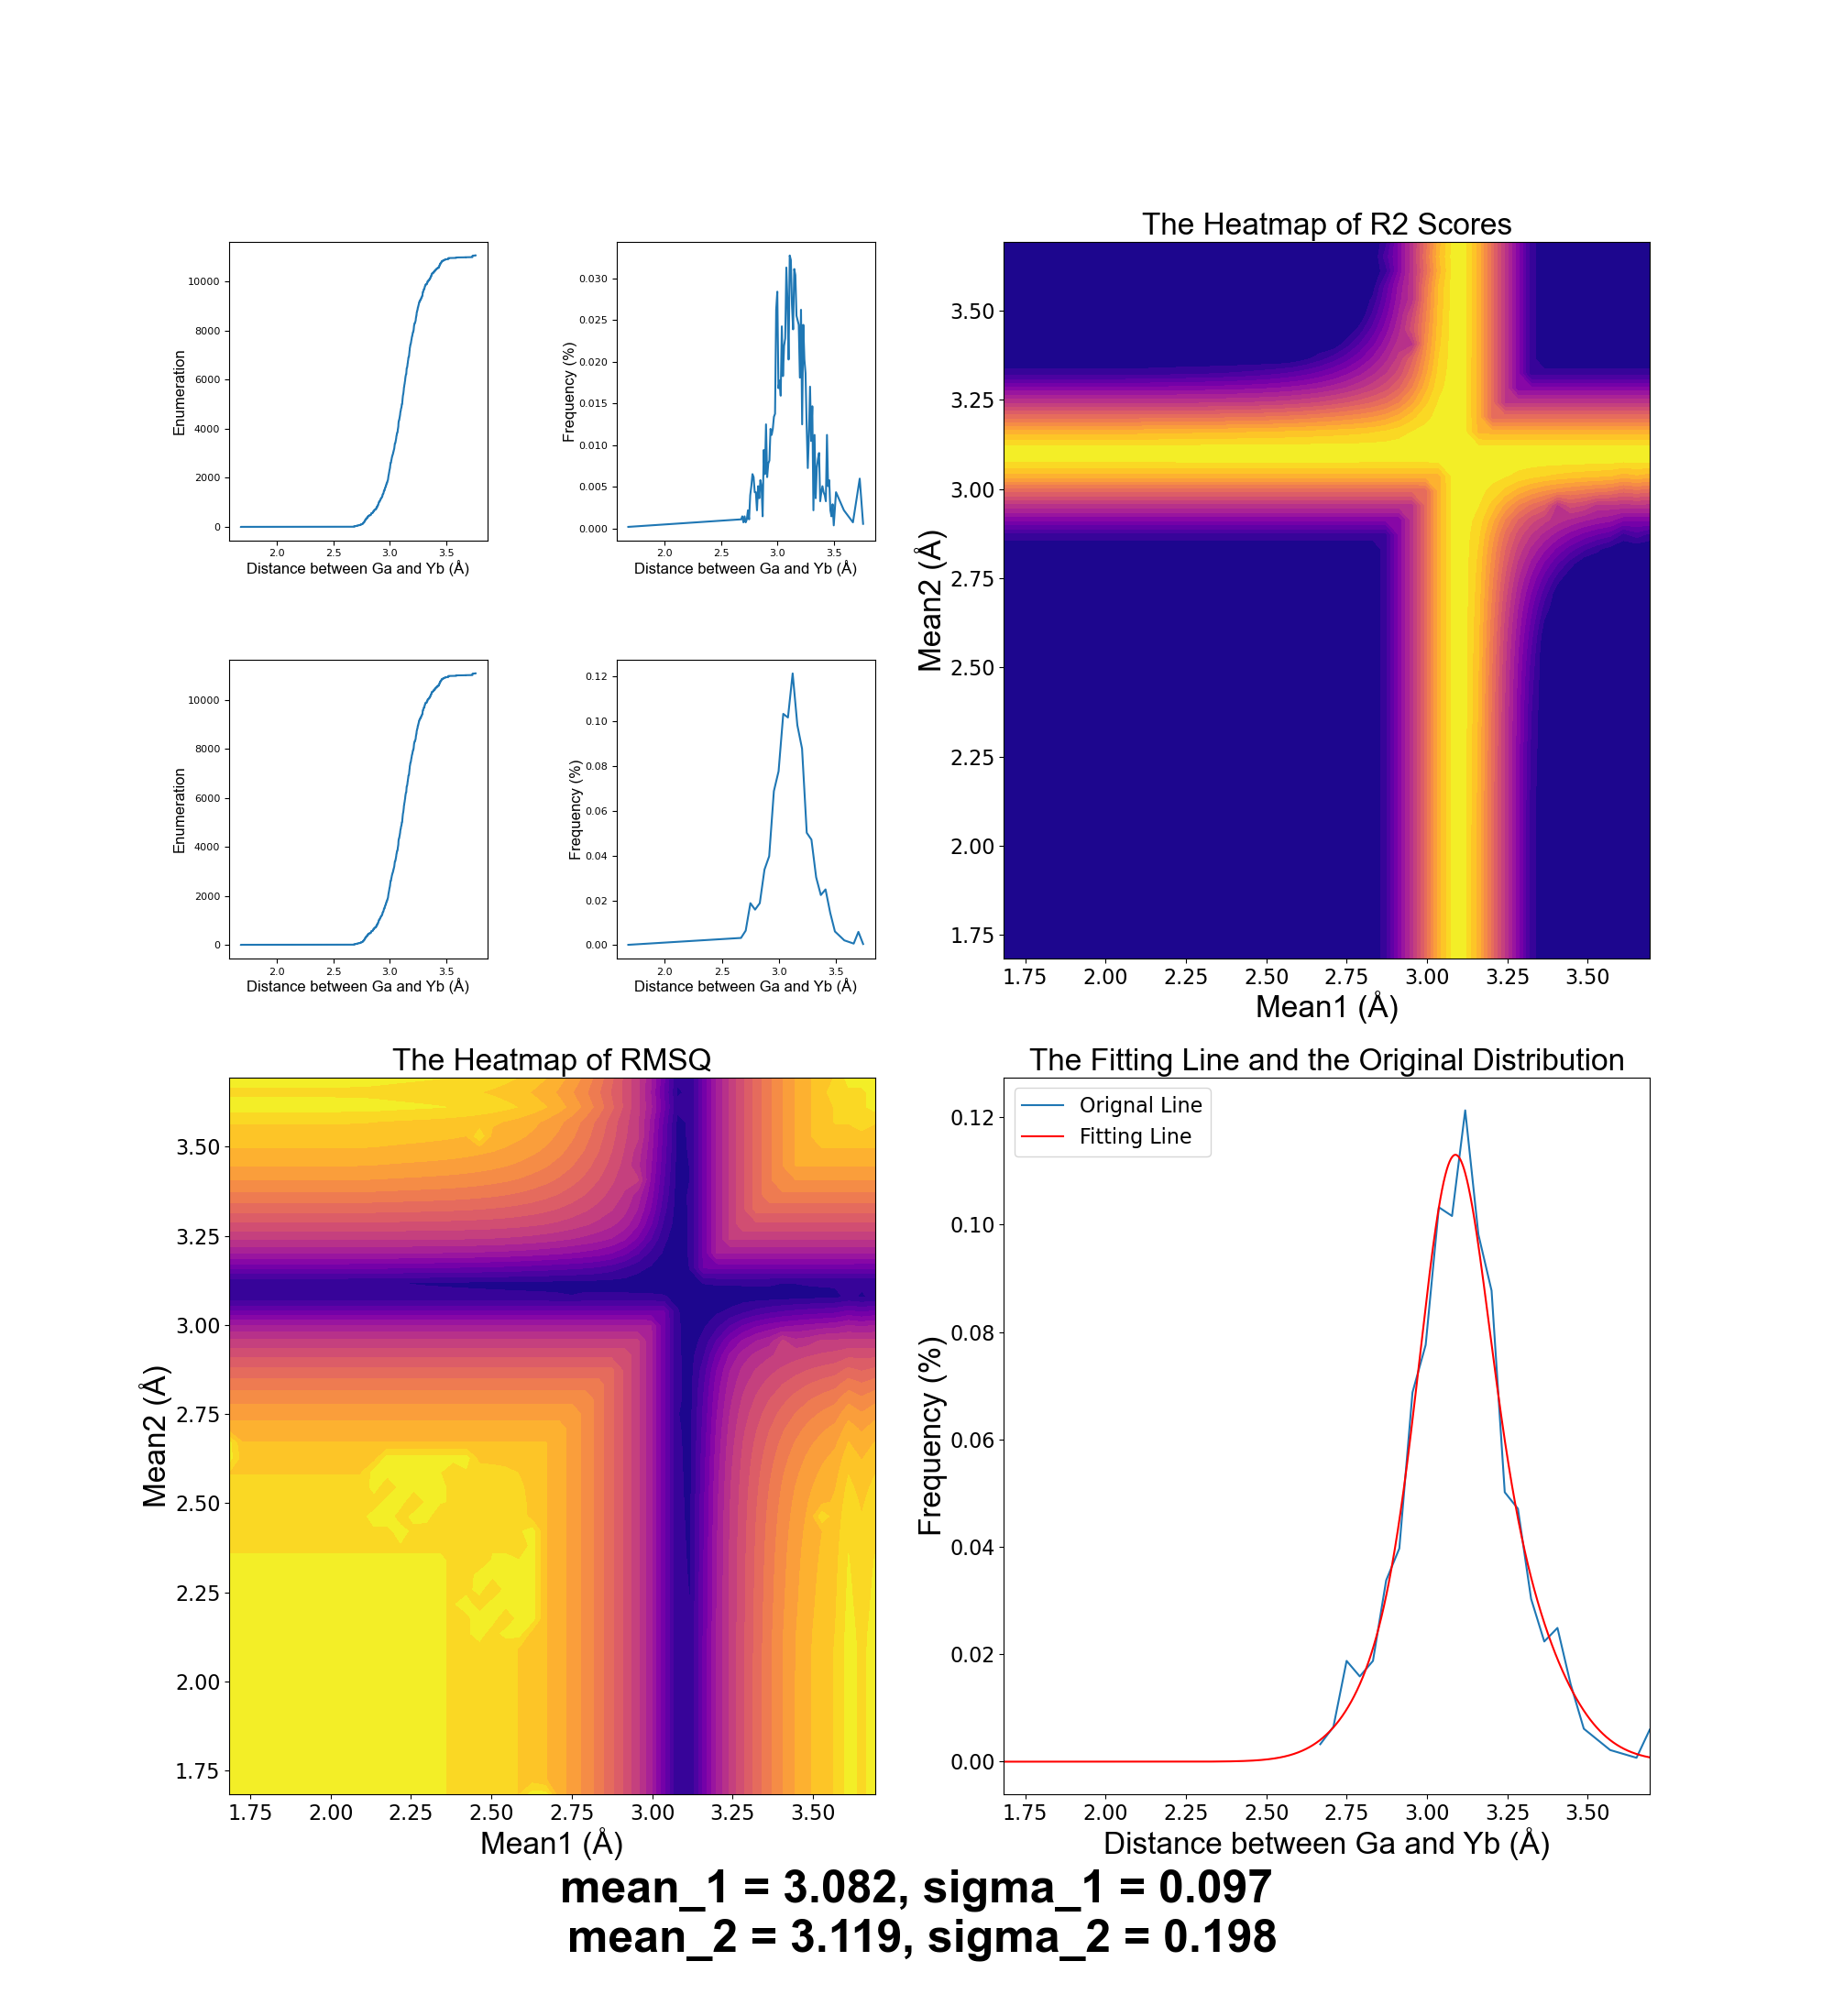 The Heatmap of R2 Scores
10000
8000
6000
4000
2000
0
Enumeration
2.0 2.5 3.0 3.5
Distance between Ga and Yb (Å)
0.030
0.025
0.020
0.015
0.010
0.005
0.000
Frequency (%)
2.0 2.5 3.0 3.5
Distance between Ga and Yb (Å)
10000
8000
6000
4000
2000
0
Enumeration
2.0 2.5 3.0 3.5
Distance between Ga and Yb (Å)
0.12
0.10
0.08
0.06
0.04
0.02
0.00
Frequency (%)
2.0 2.5 3.0 3.5
Distance between Ga and Yb (Å)
3.50
3.25
3.00
2.75
2.50
2.25
2.00
1.75
Mean2 (Å)
1.75 2.00 2.25 2.50 2.75 3.00 3.25 3.50
Mean1 (Å)
The Heatmap of RMSQ
3.50
3.25
3.00
2.75
2.50
2.25
2.00
1.75
Mean2 (Å)
1.75 2.00 2.25 2.50 2.75 3.00 3.25 3.50
Mean1 (Å)
The Fitting Line and the Original Distribution
Orignal Line
Fitting Line
0.12
0.10
0.08
0.06
0.04
0.02
0.00
Frequency (%)
1.75 2.00 2.25 2.50 2.75 3.00 3.25 3.50
Distance between Ga and Yb (Å)
mean_1 = 3.082, sigma_1 = 0.097
mean_2 = 3.119, sigma_2 = 0.198